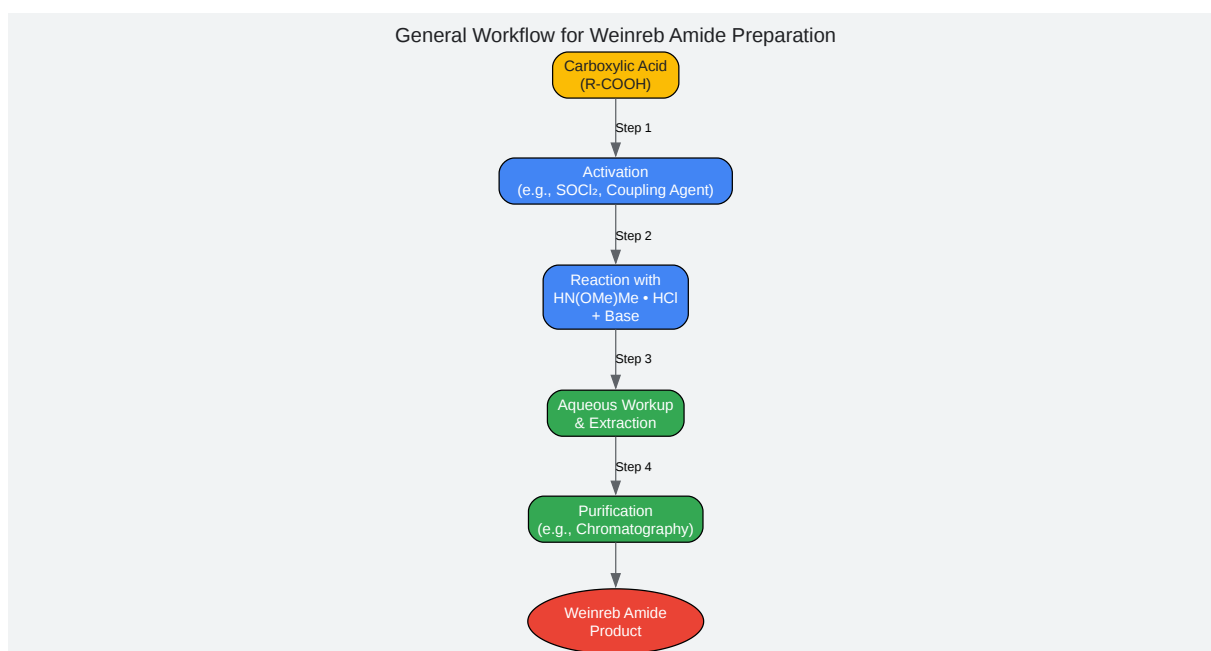 General Workflow for Weinreb Amide Preparation
Carboxylic Acid
(R-COOH)
Step 1
Activation
(e.g., SOCl₂, Coupling Agent)
Step 2
Reaction with
HN(OMe)Me • HCl
+ Base
Step 3
Aqueous Workup
& Extraction
Step 4
Purification
(e.g., Chromatography)
Weinreb Amide
Product